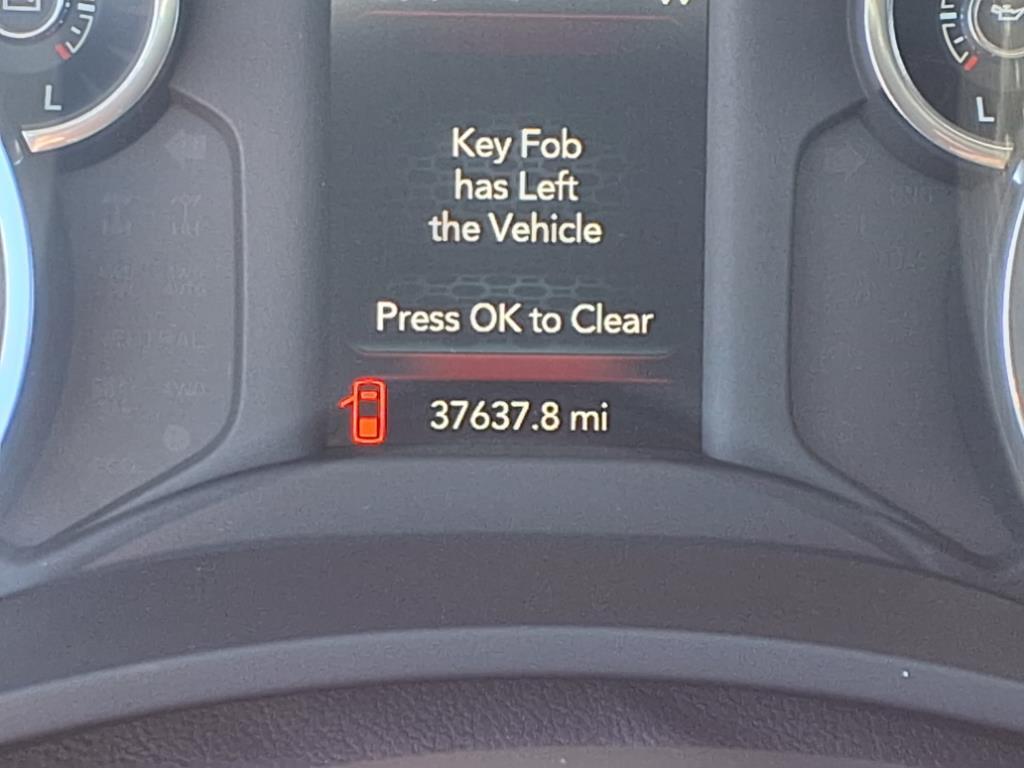 L
L
Key Fob
has Left
the Vehicle
Press OK to Clear
37637.8 mi